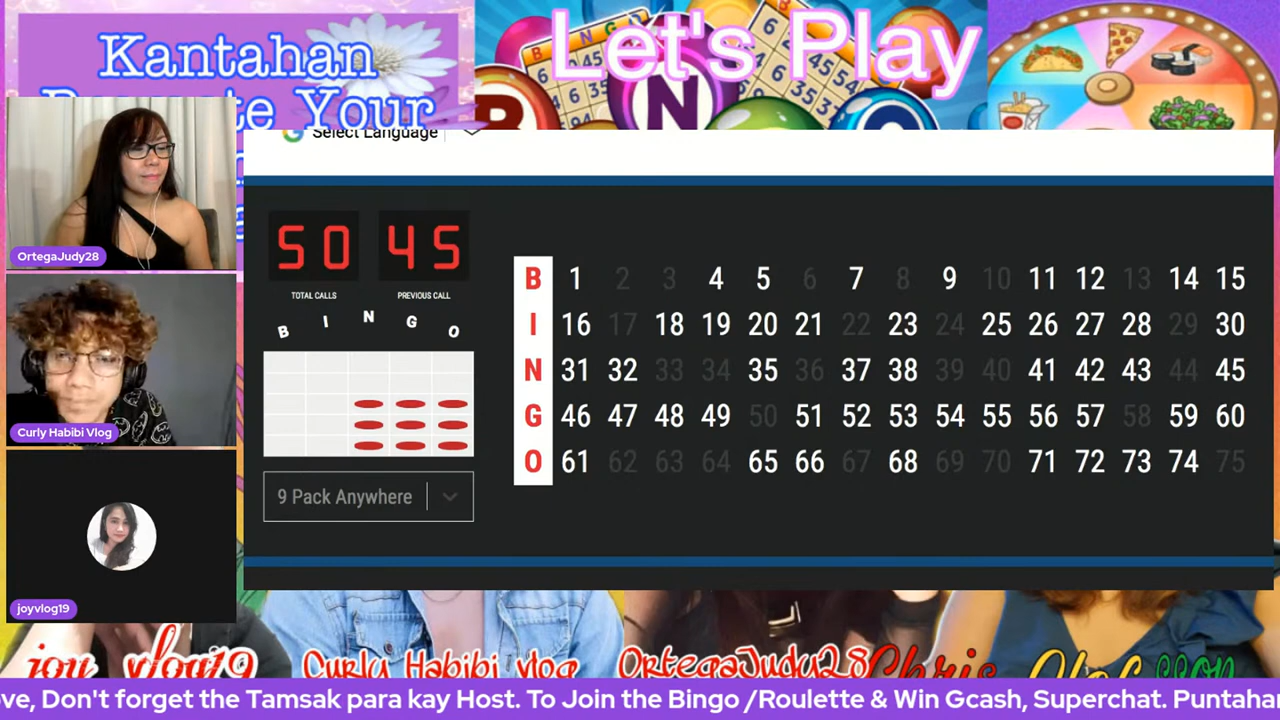 Kantahan
Promote Your
Let's Play
B
N
Select Language
OrtegaJudy28
Curly Habibi Vlog
joyvlog19
50 45
TOTAL CALLS PREVIOUS CALL
B I N G O
9 Pack Anywhere
B 1 2 3 4 5 6 7 8 9 10 11 12 13 14 15
I 16 17 18 19 20 21 22 23 24 25 26 27 28 29 30
N 31 32 33 34 35 36 37 38 39 40 41 42 43 44 45
G 46 47 48 49 50 51 52 53 54 55 56 57 58 59 60
O 61 62 63 64 65 66 67 68 69 70 71 72 73 74 75
joy vlog19 Curly Habibi vlog OrtegaJudy28
ve, Don't forget the Tamsak para kay Host. To Join the Bingo /Roulette & Win Gcash, Superchat. Puntahan